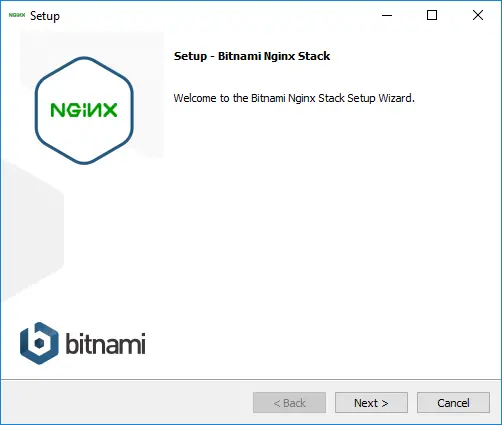 NGINX Setup
Setup - Bitnami Nginx Stack
NGINX
Welcome to the Bitnami Nginx Stack Setup Wizard.
bitnami
< Back
Next >
Cancel